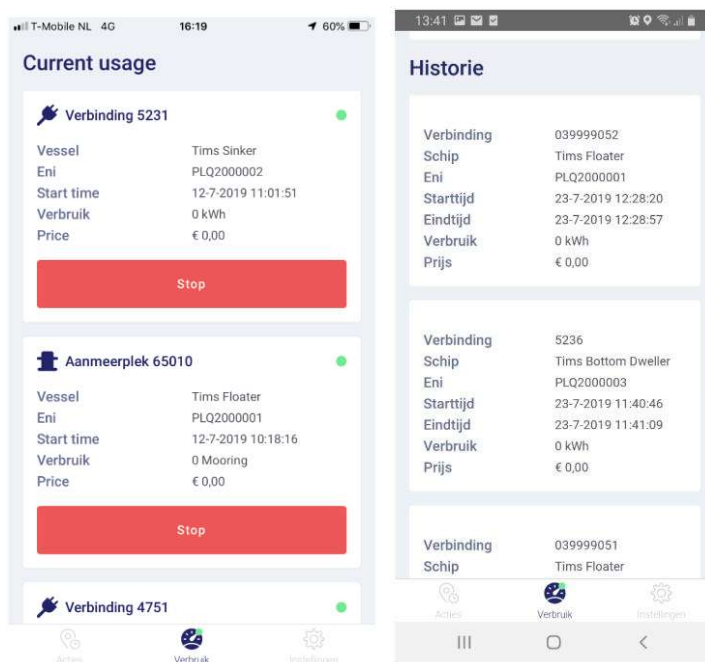 T-Mobile NL 4G 16:19 60%
Current usage
Verbinding 5231
Vessel Tims Sinker
Eni PLQ2000002
Start time 12-7-2019 11:01:51
Verbruik 0 kWh
Price € 0,00
Stop
Aanmeerplek 65010
Vessel Tims Floater
Eni PLQ2000001
Start time 12-7-2019 10:18:16
Verbruik 0 Mooring
Price € 0,00
Stop
Verbinding 4751
Acties Verbruik Instellingen
13:41
Historie
Verbinding 039999052
Schip Tims Floater
Eni PLQ2000001
Starttijd 23-7-2019 12:28:20
Eindtijd 23-7-2019 12:28:57
Verbruik 0 kWh
Prijs € 0,00
Verbinding 5236
Schip Tims Bottom Dweller
Eni PLQ2000003
Starttijd 23-7-2019 11:40:46
Eindtijd 23-7-2019 11:41:09
Verbruik 0 kWh
Prijs € 0,00
Verbinding 039999051
Schip Tims Floater
Acties Verbruik Instellingen